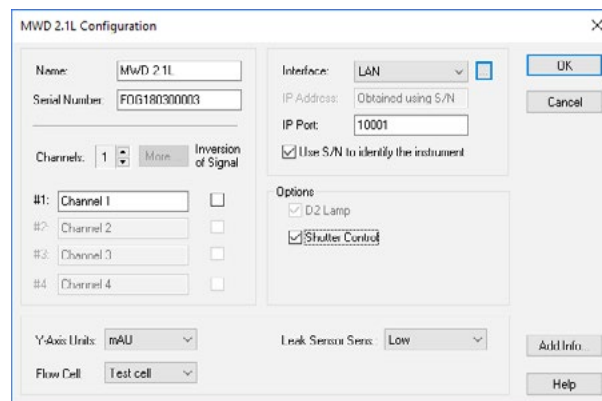 MWD 2.1L Configuration
Name: MWD 2.1L
Serial Number: FOG180300003
Channels: 1 More... Inversion of Signal
#1: Channel 1
#2: Channel 2
#3: Channel 3
#4 Channel 4
Interface: LAN ...
IP Address: Obtained using S/N
IP Port: 10001
Use S/N to identify the instrument
Options
D2 Lamp
Shutter Control
Y-Axis Units: mAU
Flow Cell: Test cell
Leak Sensor Sens: Low
OK
Cancel
Add Info...
Help